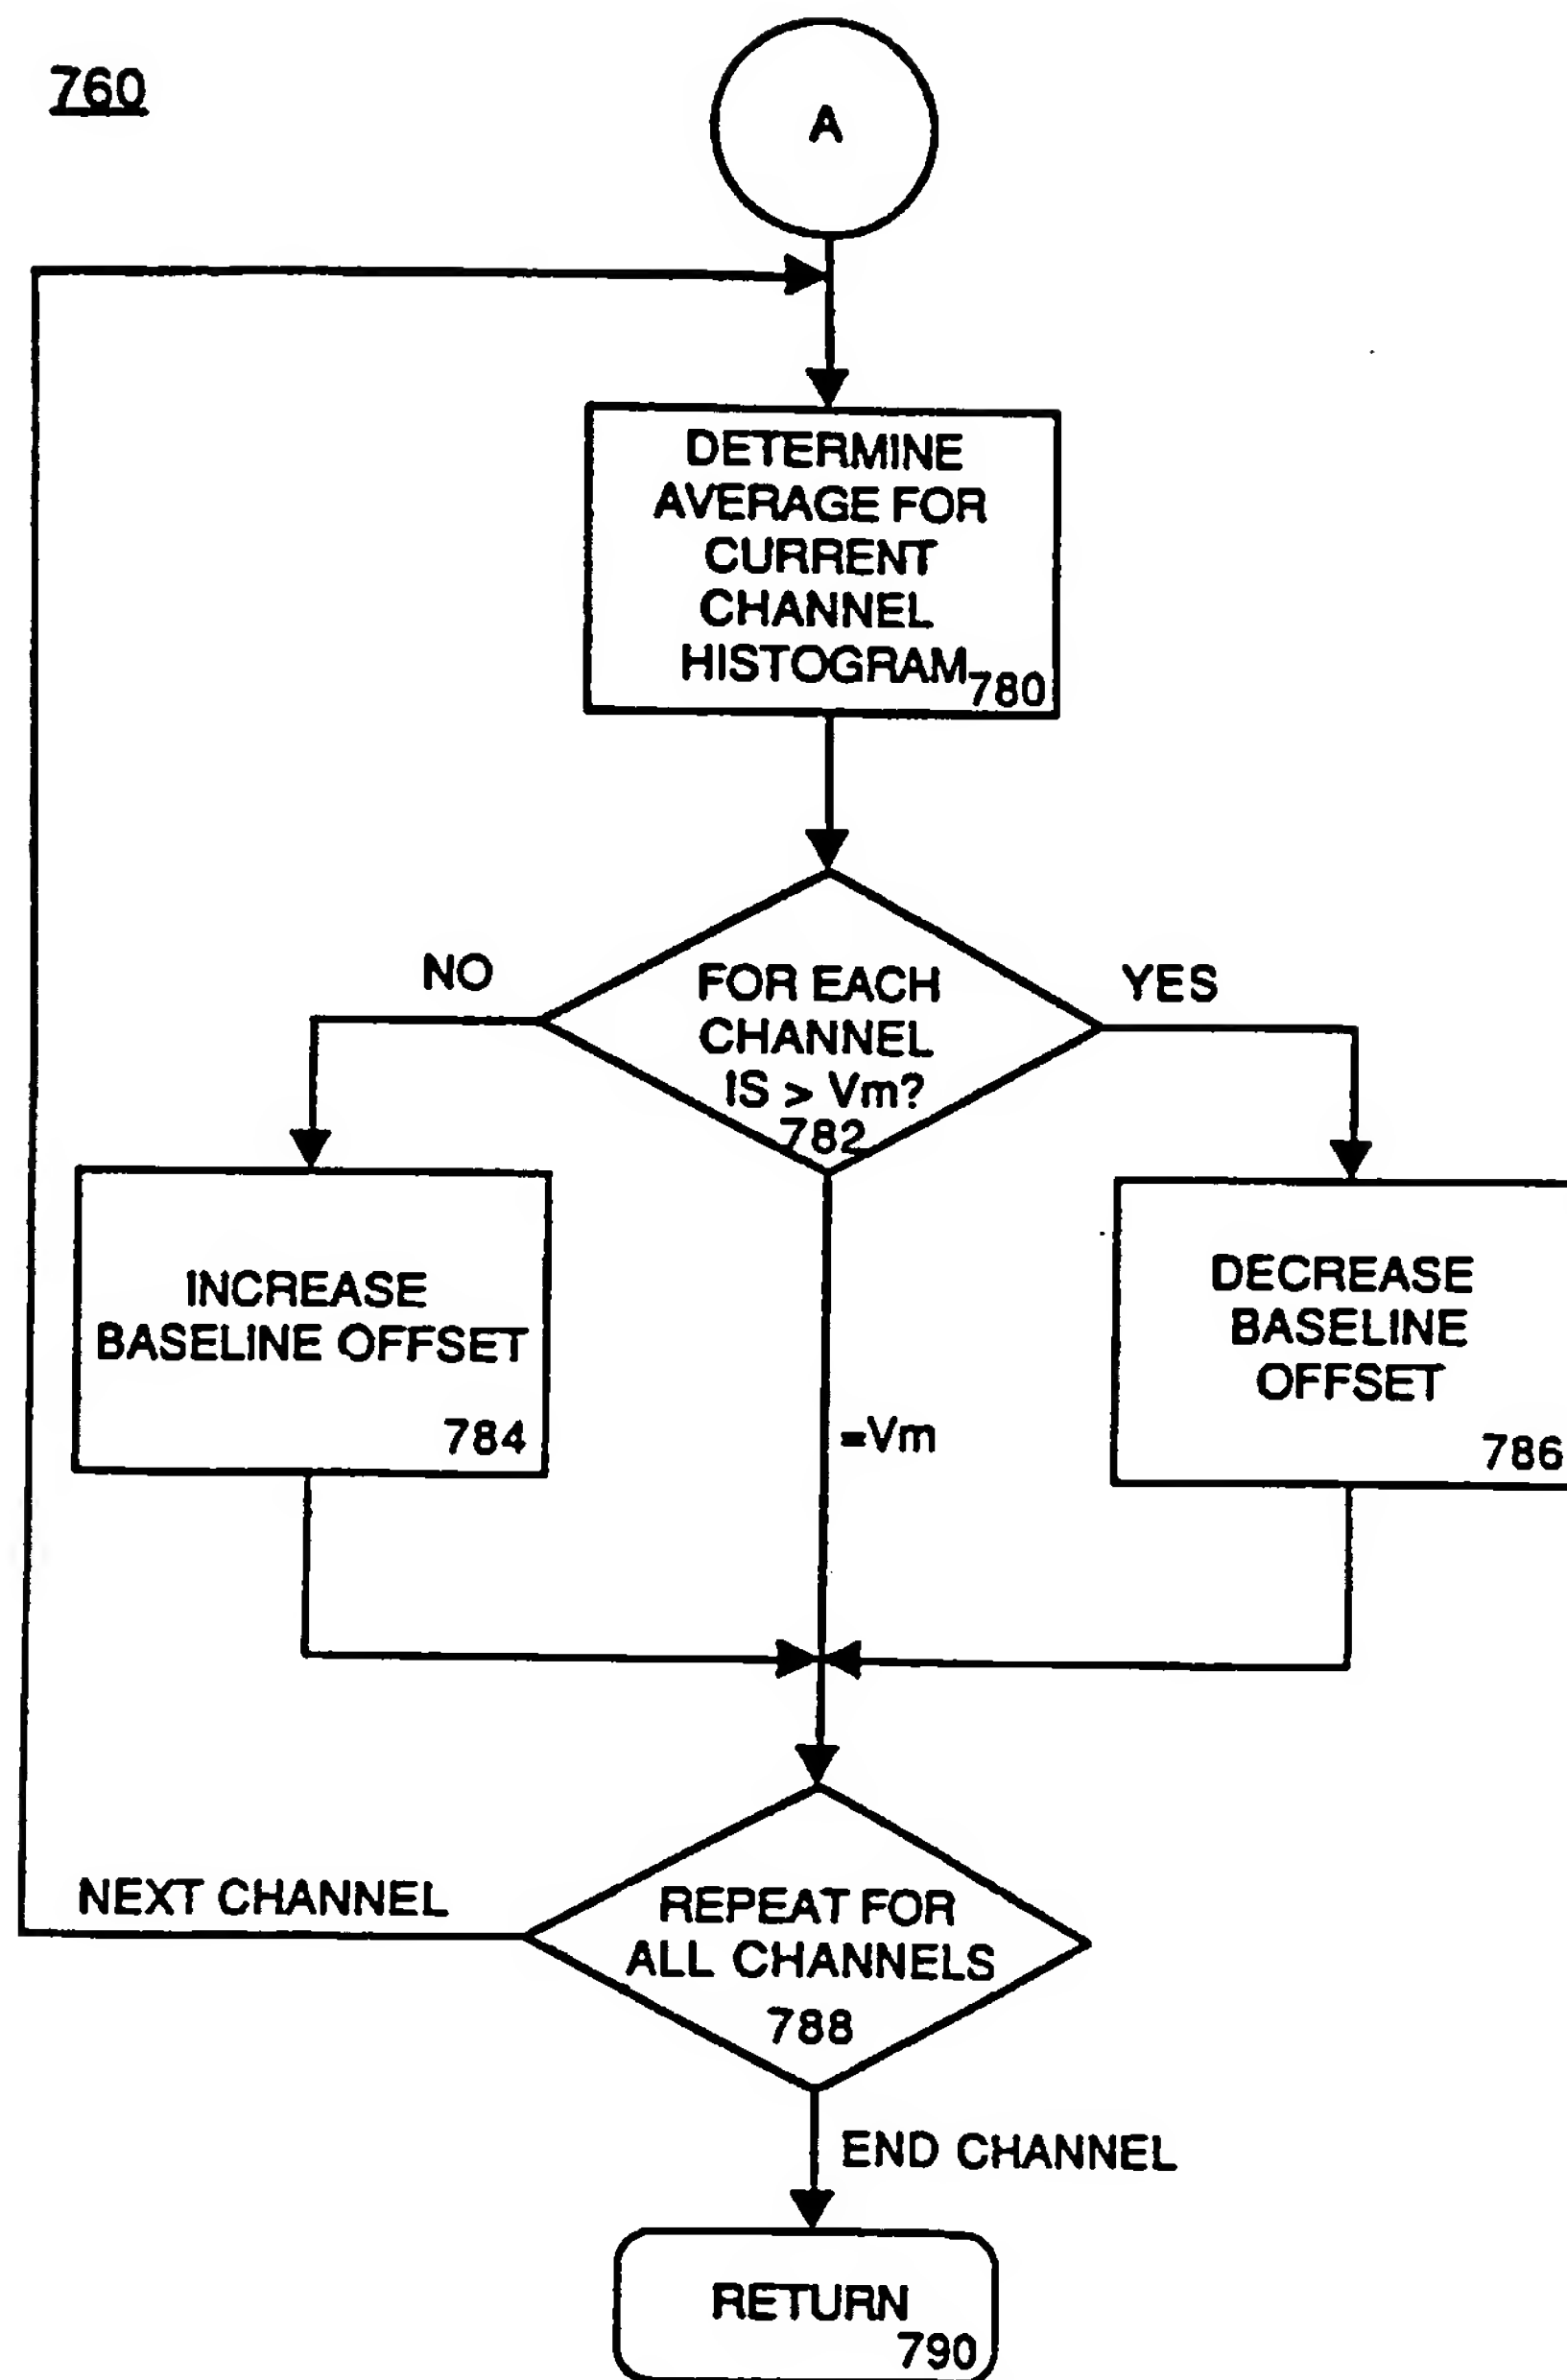 760
A
DETERMINE
AVERAGE FOR
CURRENT
CHANNEL
HISTOGRAM
780
NO
FOR EACH
CHANNEL
IS > Vm?
782
YES
INCREASE
BASELINE OFFSET
784
=Vm
DECREASE
BASELINE
OFFSET
786
NEXT CHANNEL
REPEAT FOR
ALL CHANNELS
788
END CHANNEL
RETURN
790